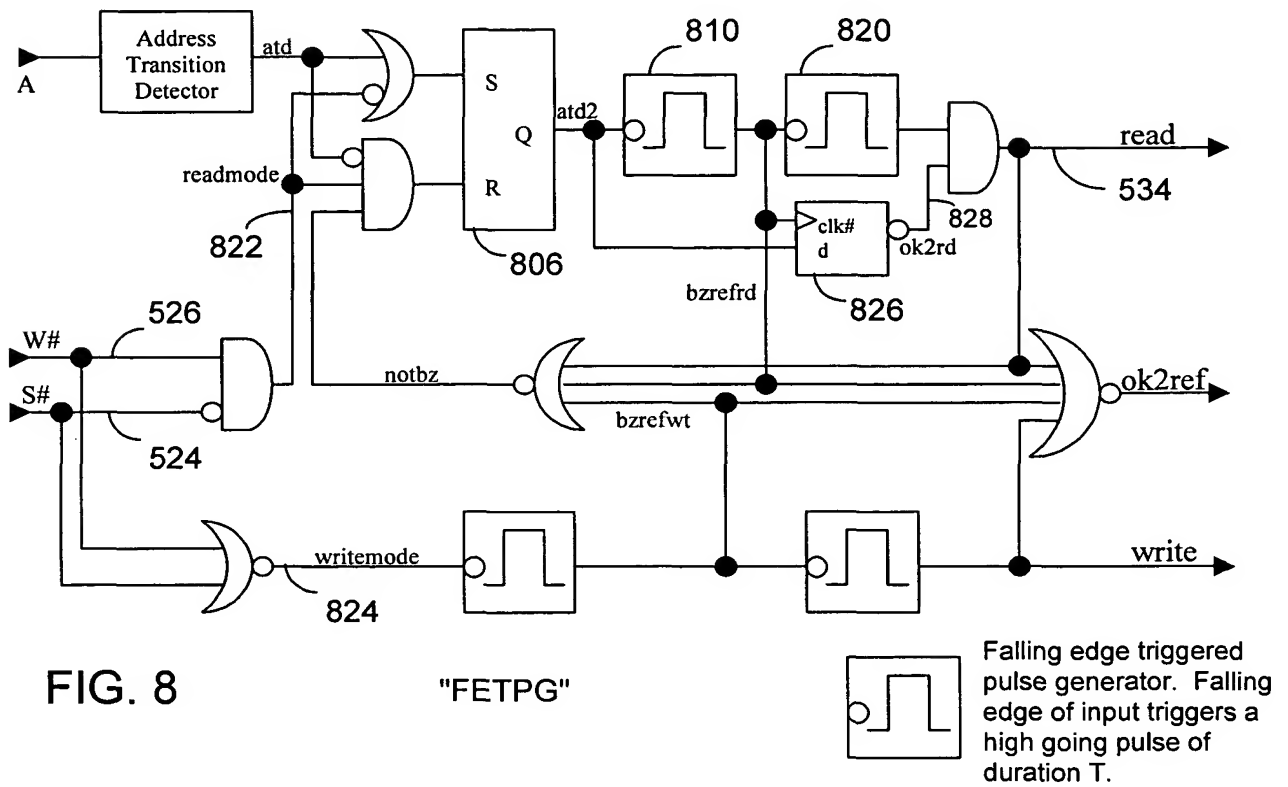 810
820
Address
Transition
Detector
atd
A
S
Q
R
atd2
read
534
readmode
822
806
clk#
d
ok2rd
828
826
bzrefrd
526
W#
S#
524
notbz
bzrefwt
ok2ref
writemode
824
write
FIG. 8
"FETPG"
Falling edge triggered
pulse generator. Falling
edge of input triggers a
high going pulse of
duration T.